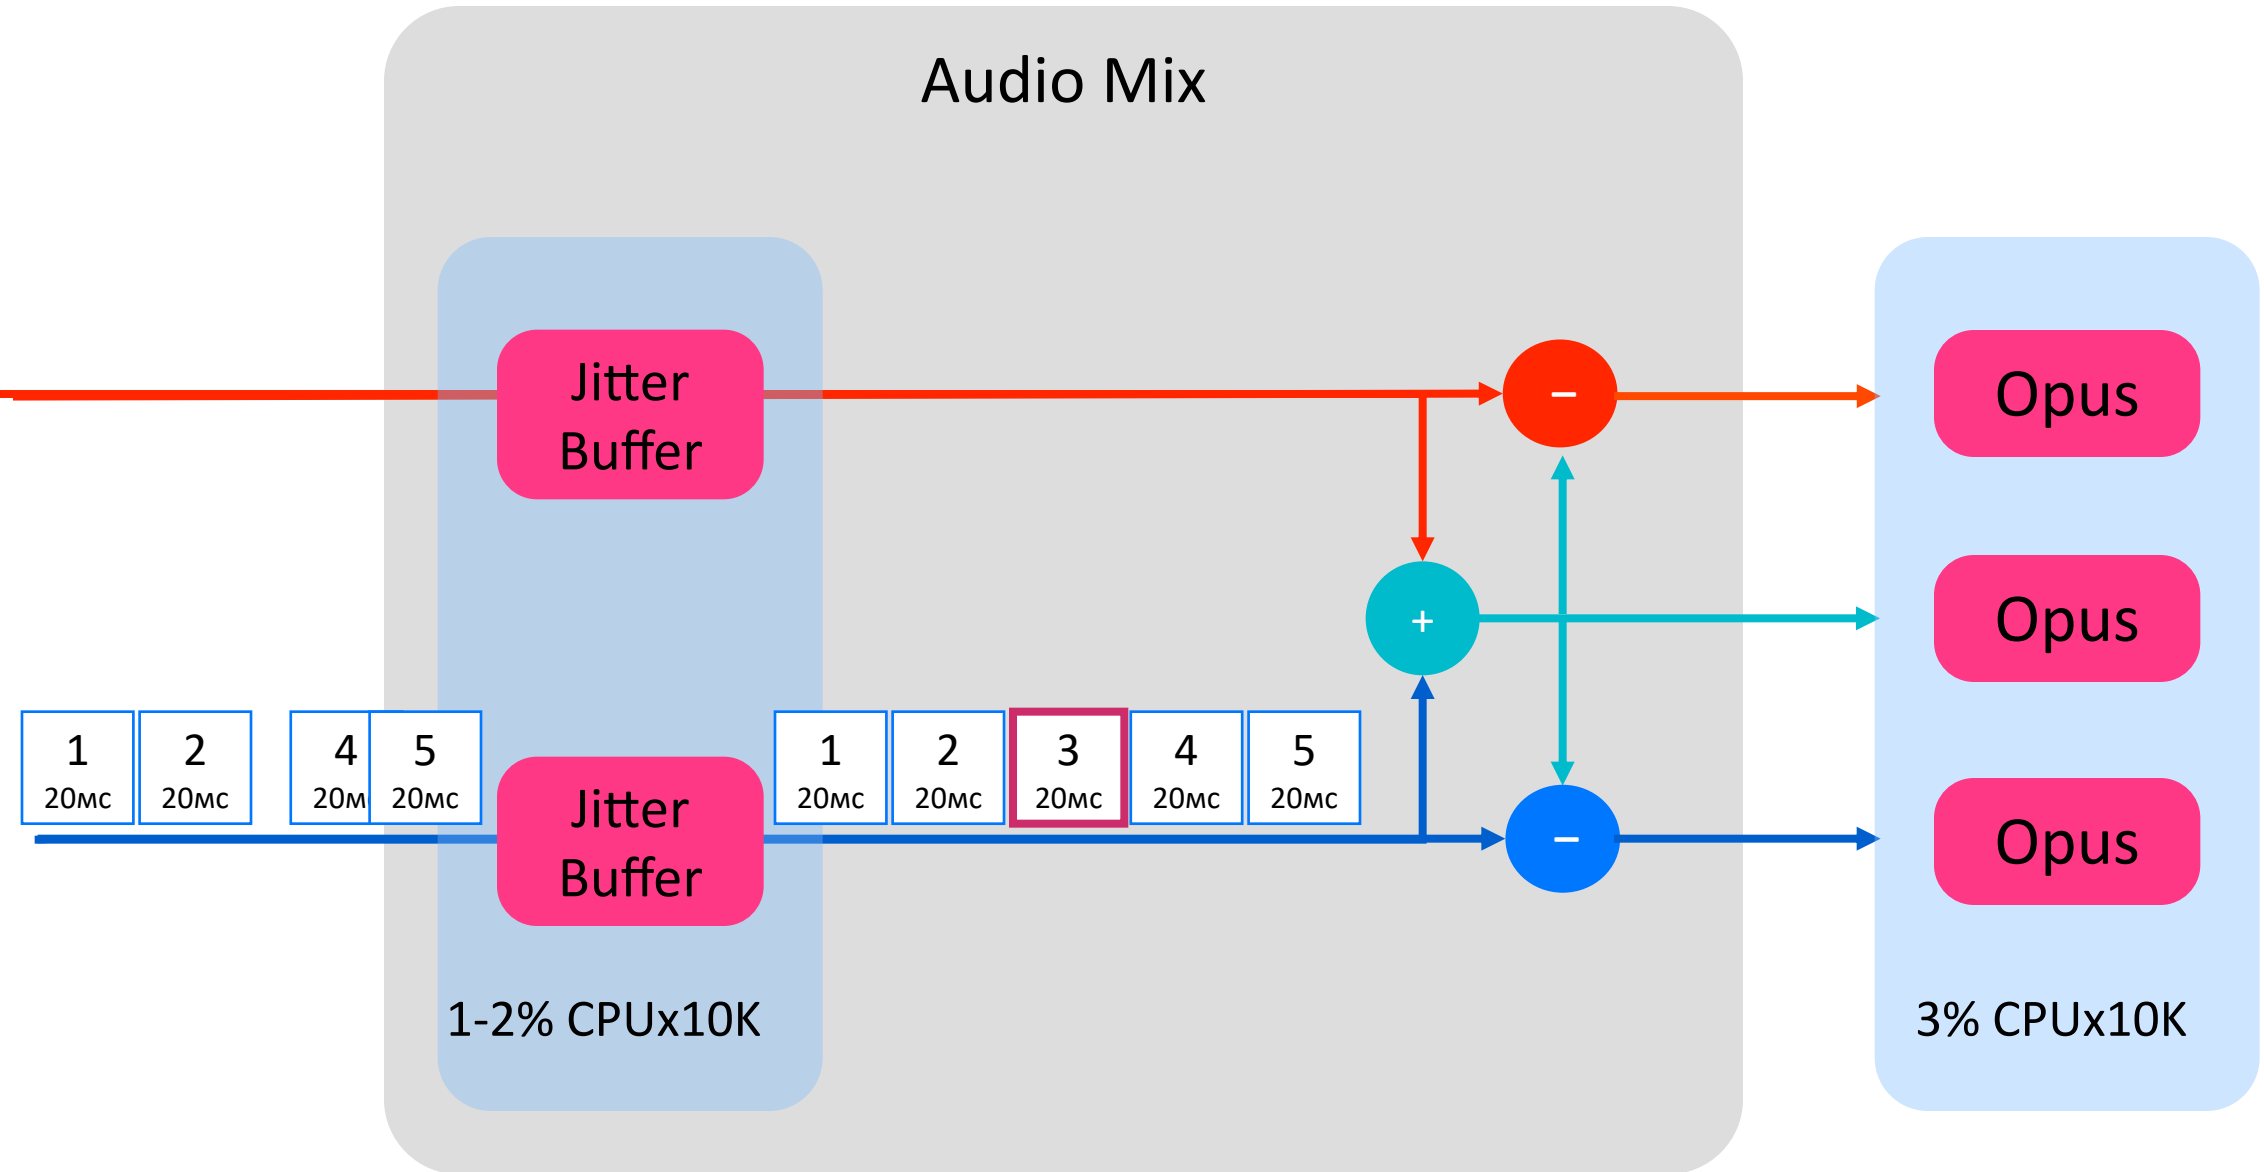 Audio Mix
Jitter
Buffer
–
Opus
+
Opus
1
20мс
2
20мс
4
20м
5
20мс
Jitter
Buffer
1
20мс
2
20мс
3
20мс
4
20мс
5
20мс
–
Opus
1-2% CPUx10K
3% CPUx10K